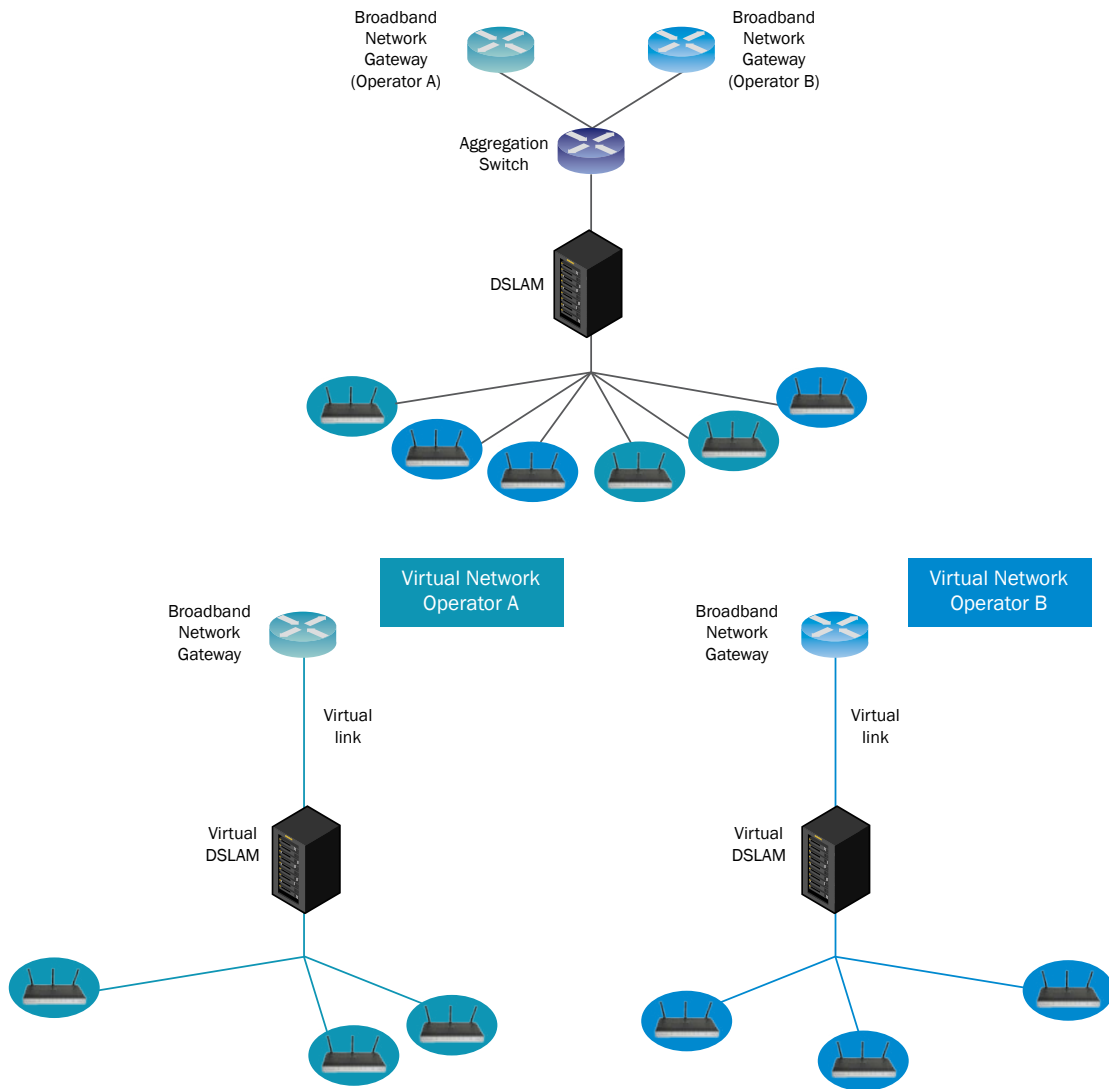 Broadband
Network
Gateway
(Operator A)
Broadband
Network
Gateway
(Operator B)
Aggregation
Switch
DSLAM
Virtual Network
Operator A
Virtual Network
Operator B
Broadband
Network
Gateway
Broadband
Network
Gateway
Virtual
link
Virtual
link
Virtual
DSLAM
Virtual
DSLAM